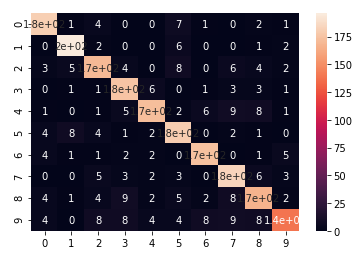 1.8e+02 1 4 0 0 7 1 0 2 1 0
0 2e+02 2 0 0 6 0 0 1 2 1
3 5 1.7e+02 4 0 8 0 6 4 2 2
0 1 1 1.8e+02 6 0 1 3 3 1 3
1 0 1 5 1.7e+02 2 6 9 8 1 4
4 8 4 1 2 1.8e+02 0 2 1 0 5
4 1 1 2 2 0 1.7e+02 0 1 5 6
0 0 5 3 2 3 0 1.8e+02 6 3 7
4 1 4 9 2 5 2 8 1.7e+02 2 8
4 0 8 8 4 4 8 9 8 1.4e+02 9
0 1 2 3 4 5 6 7 8 9
175
150
125
100
75
50
25
0